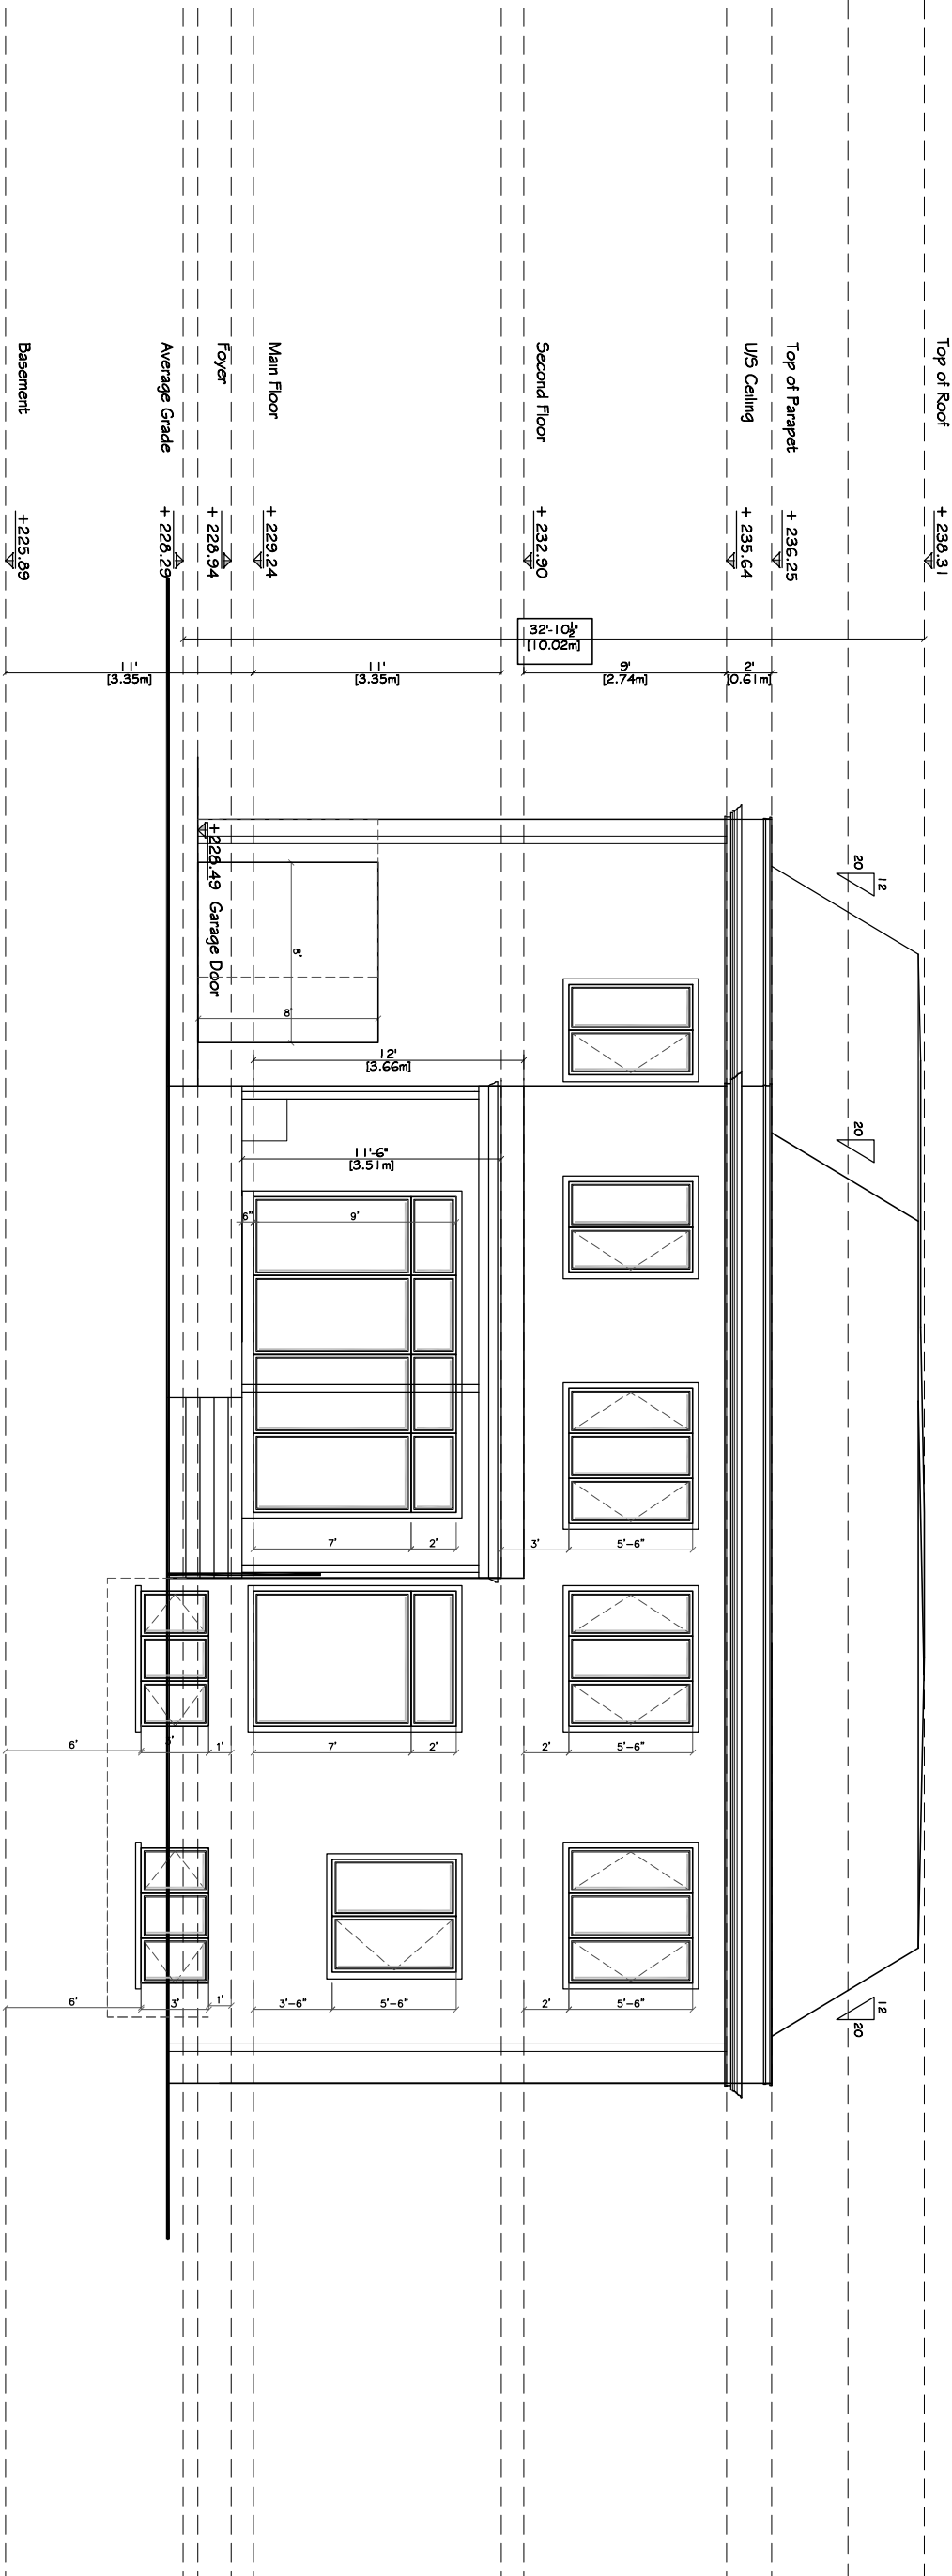 Top of Roof
+ 238.31
Top of Parapet
+ 236.25
U/S Ceiling
+ 235.64
Second Floor
+ 232.90
Main Floor
+ 229.24
Foyer
+ 228.94
Average Grade
+ 228.29
Basement
+225.89
32'-10½"
[10.02m]
11'
[3.35m]
11'
[3.35m]
9'
[2.74m]
2'
[0.61m]
20
12
20
20
12
+228.49 Garage Door
8'
8'
12'
[3.66m]
11'-6"
[3.51m]
6"
9'
7'
2'
3'
5'-6"
6'
1'
7'
2'
2'
5'-6"
6'
3'
1'
3'-6"
5'-6"
2'
5'-6"